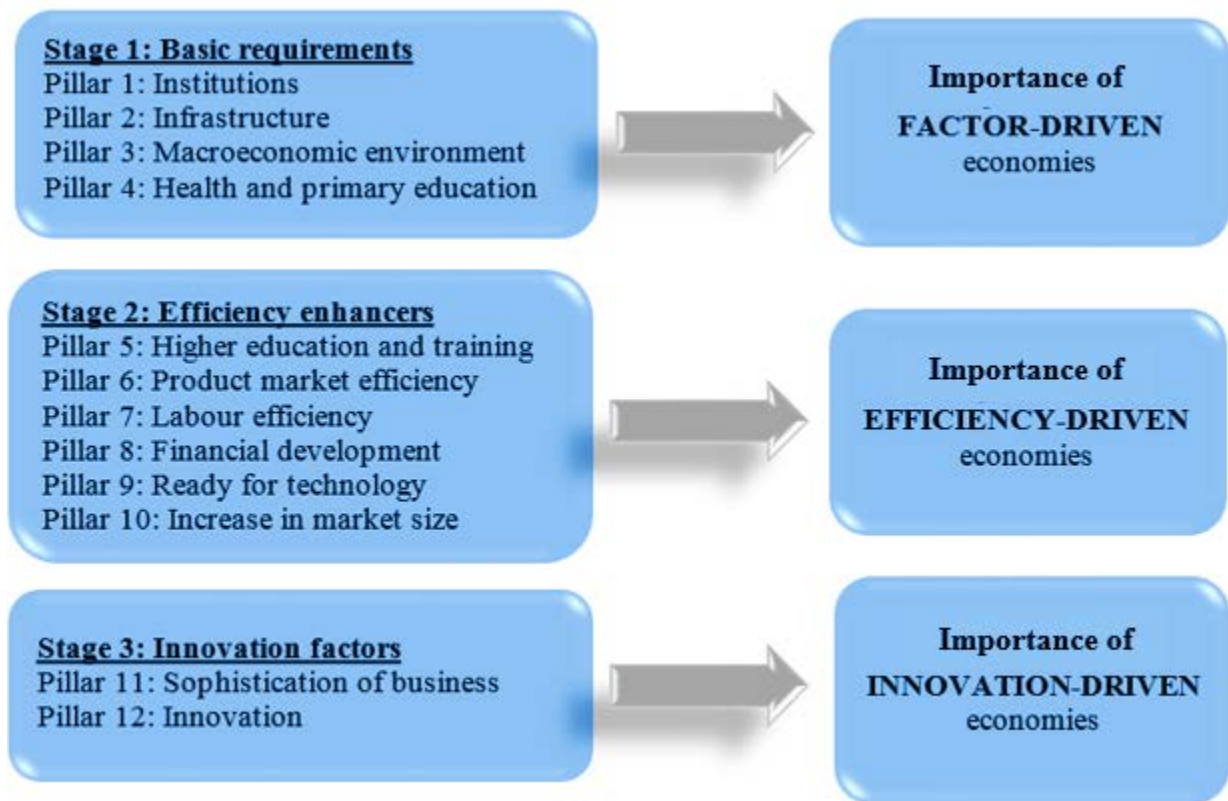 Stage 1: Basic requirements
Pillar 1: Institutions
Pillar 2: Infrastructure
Pillar 3: Macroeconomic environment
Pillar 4: Health and primary education
Importance of
FACTOR-DRIVEN
economies
Stage 2: Efficiency enhancers
Pillar 5: Higher education and training
Pillar 6: Product market efficiency
Pillar 7: Labour efficiency
Pillar 8: Financial development
Pillar 9: Ready for technology
Pillar 10: Increase in market size
Importance of
EFFICIENCY-DRIVEN
economies
Stage 3: Innovation factors
Pillar 11: Sophistication of business
Pillar 12: Innovation
Importance of
INNOVATION-DRIVEN
economies